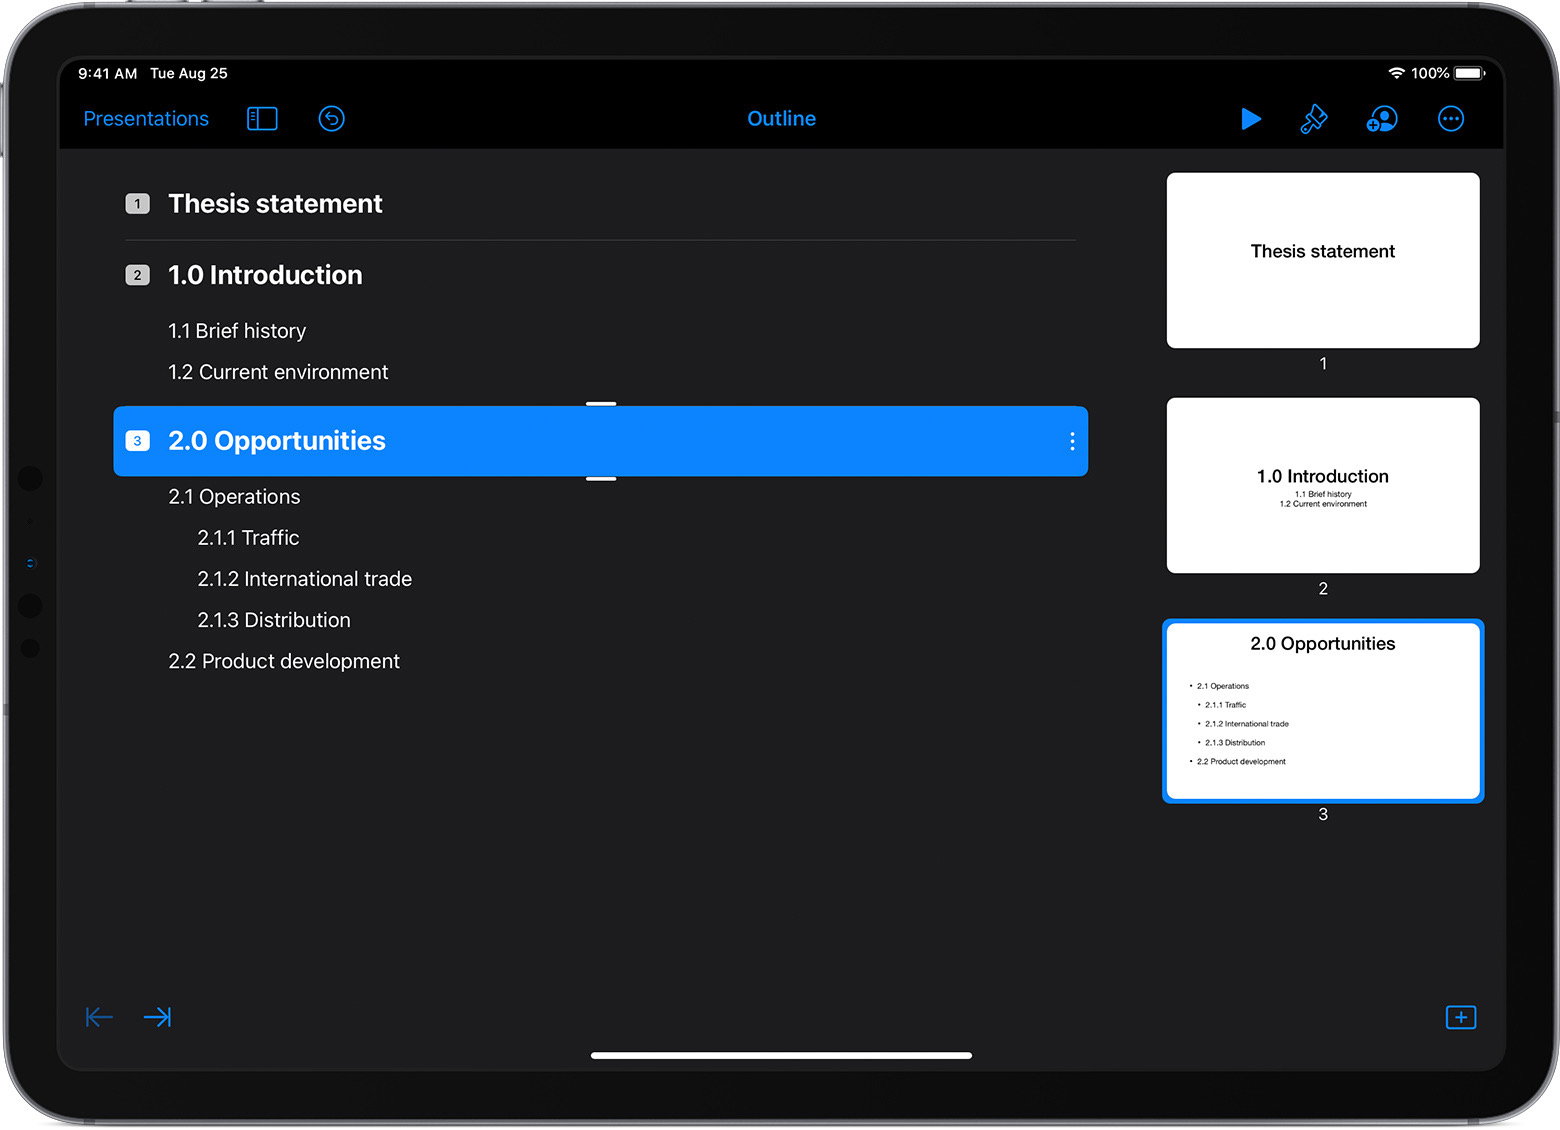 9:41 AM Tue Aug 25
100%
Presentations
Outline
1 Thesis statement
2 1.0 Introduction
1.1 Brief history
1.2 Current environment
3 2.0 Opportunities
2.1 Operations
2.1.1 Traffic
2.1.2 International trade
2.1.3 Distribution
2.2 Product development
Thesis statement
1
1.0 Introduction
1.1 Brief history
1.2 Current environment
2
2.0 Opportunities
• 2.1 Operations
• 2.1.1 Traffic
• 2.1.2 International trade
• 2.1.3 Distribution
• 2.2 Product development
3